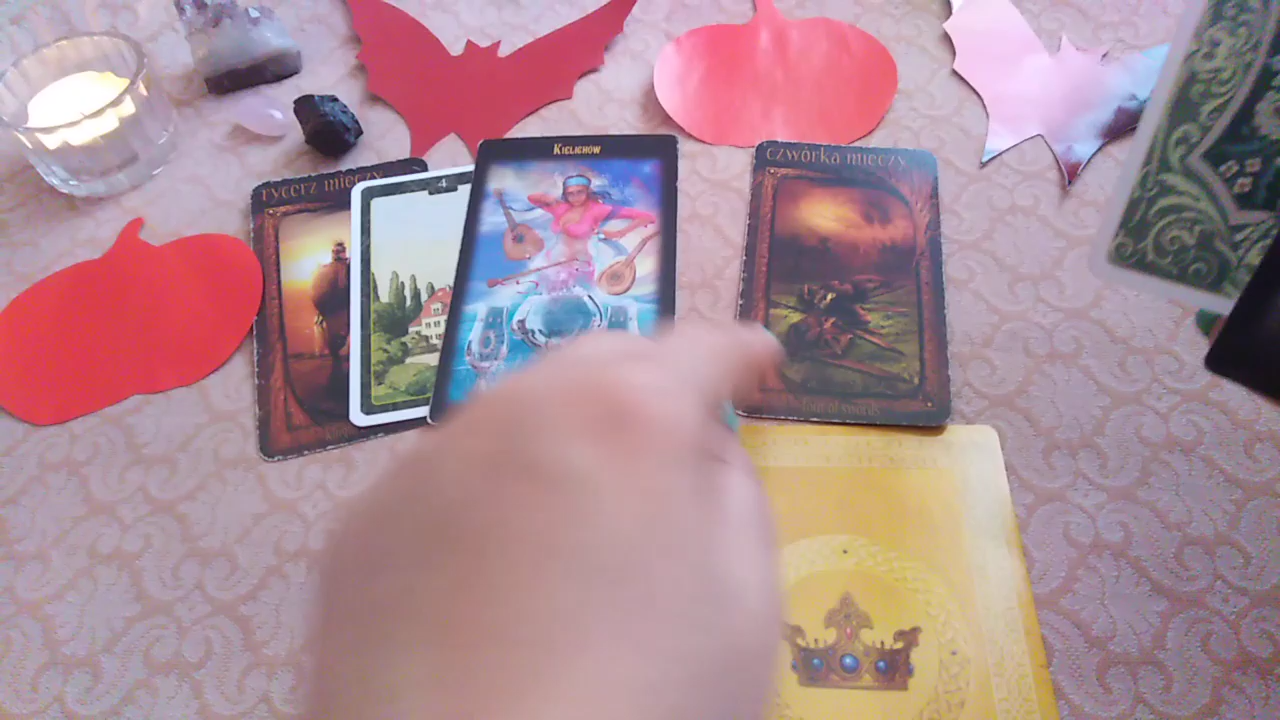 rycerz mieczy
4
Kielichów
czwórka mieczy
four of swords